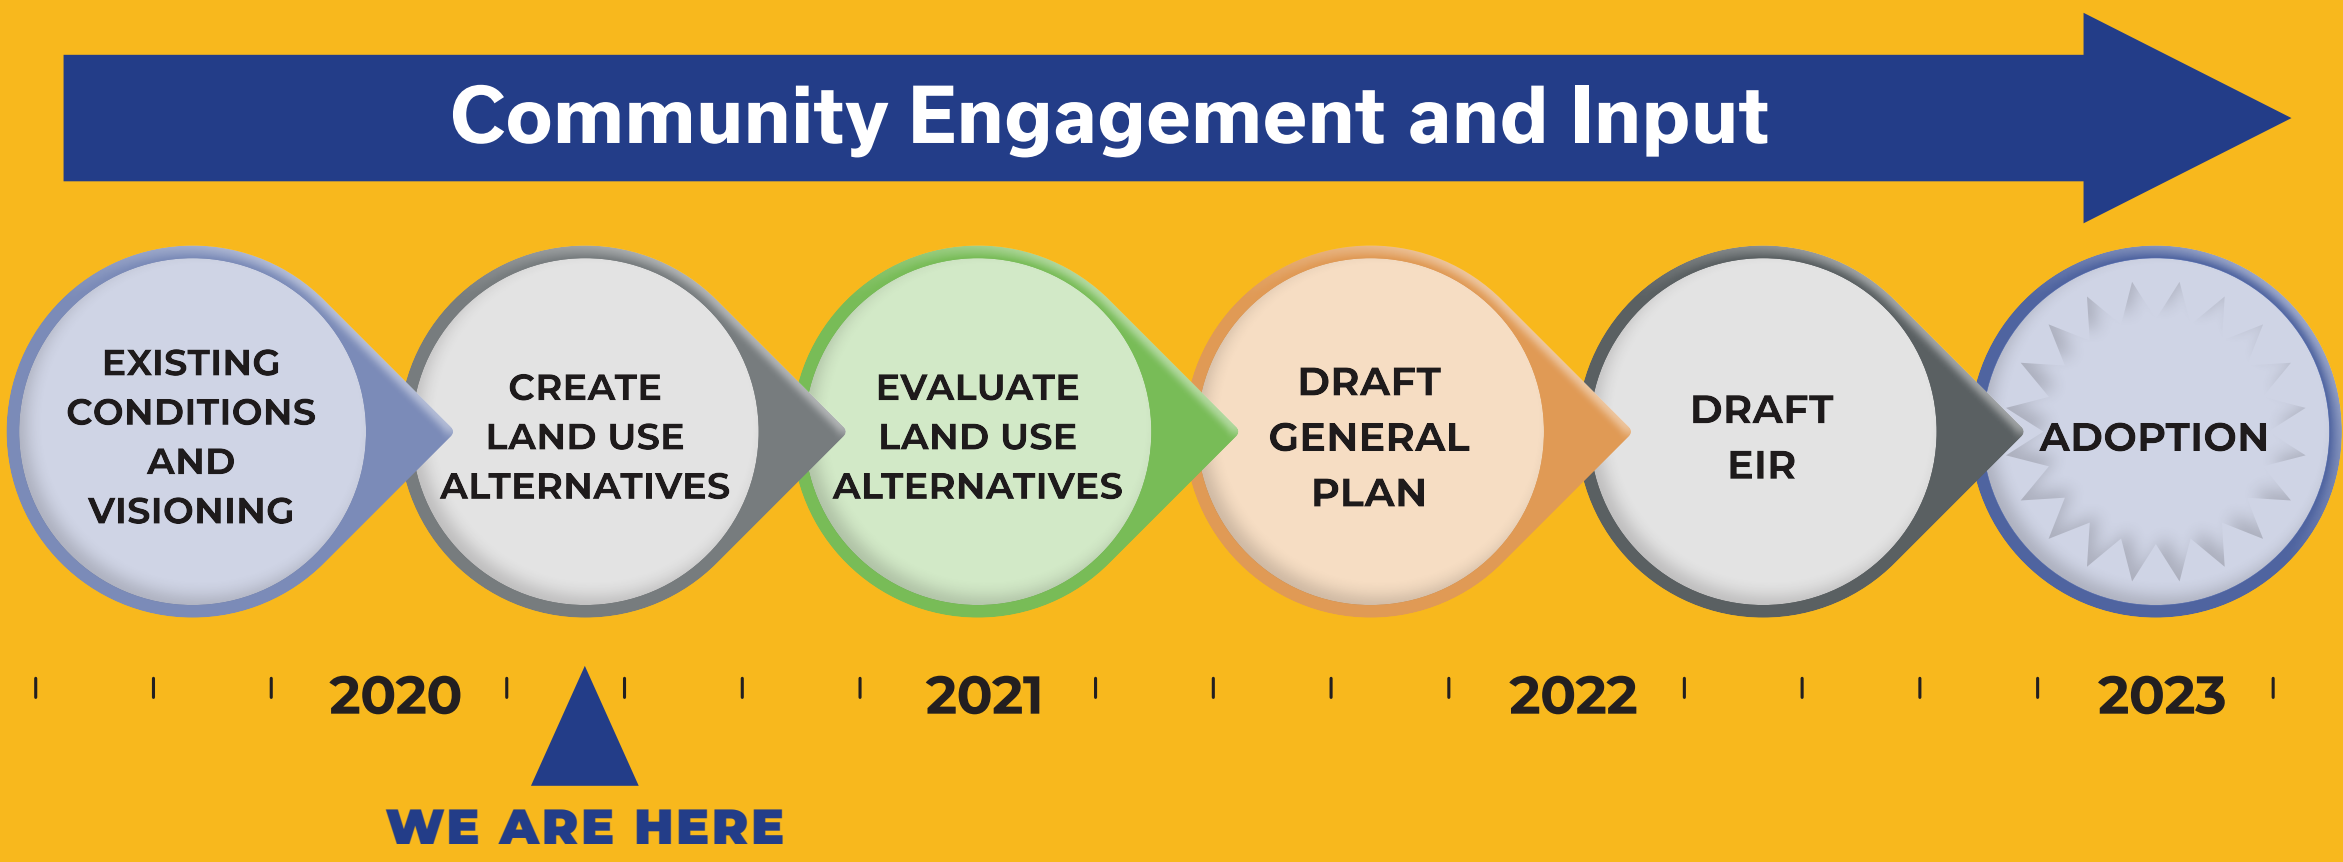 Community Engagement and Input
EXISTING
CONDITIONS
AND
VISIONING
CREATE
LAND USE
ALTERNATIVES
EVALUATE
LAND USE
ALTERNATIVES
DRAFT
GENERAL
PLAN
DRAFT
EIR
ADOPTION
2020
2021
2022
2023
WE ARE HERE